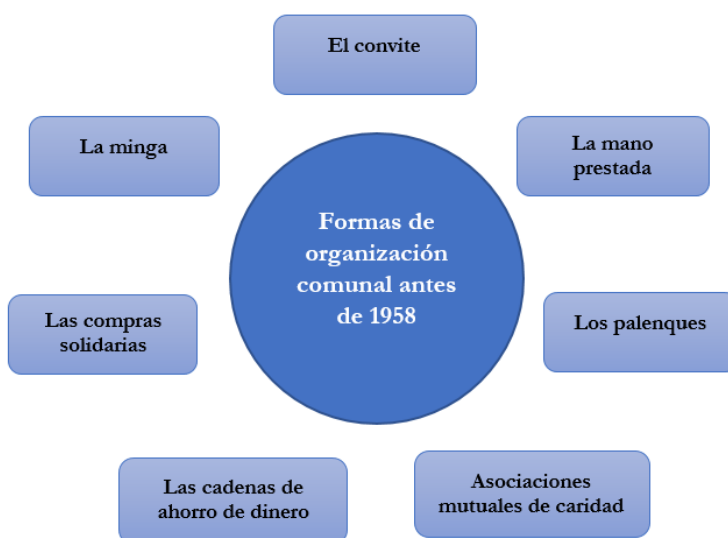 El convite
La minga
La mano
prestada
Formas de
organización
comunal antes
de 1958
Las compras
solidarias
Los palenques
Las cadenas de
ahorro de dinero
Asociaciones
mutuales de caridad